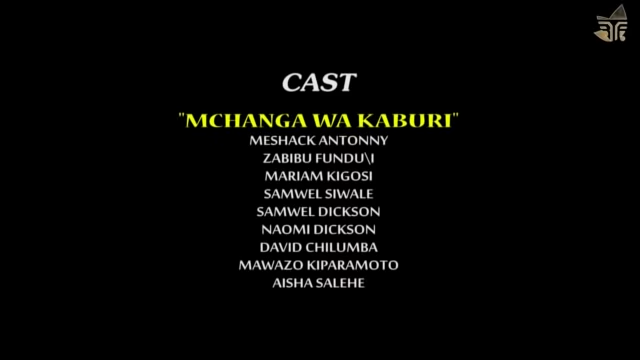 CAST
"MCHANGA WA KABURI"
MESHACK ANTONNY
ZABIBU FUNDU\I
MARIAM KIGOSI
SAMWEL SIWALE
SAMWEL DICKSON
NAOMI DICKSON
DAVID CHILUMBA
MAWAZO KIPARAMOTO
AISHA SALEHE